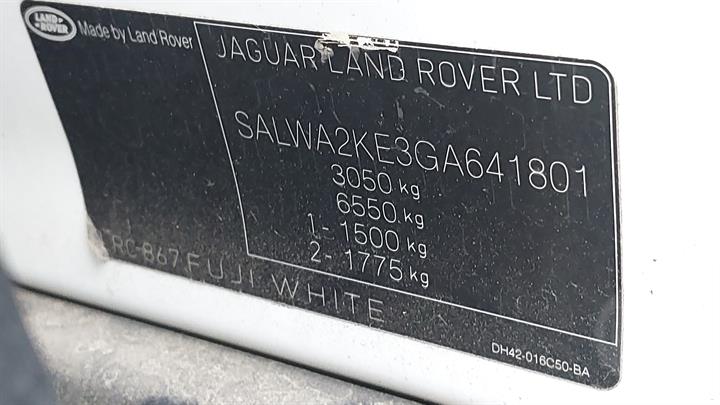 LAND ROVER
Made by Land Rover
JAGUAR LAND ROVER LTD
SALWA2KE3GA641801
3050 kg
6550 kg
1- 1500 kg
2- 1775 kg
RC-867 FUJI WHITE
DH42-016C50-BA